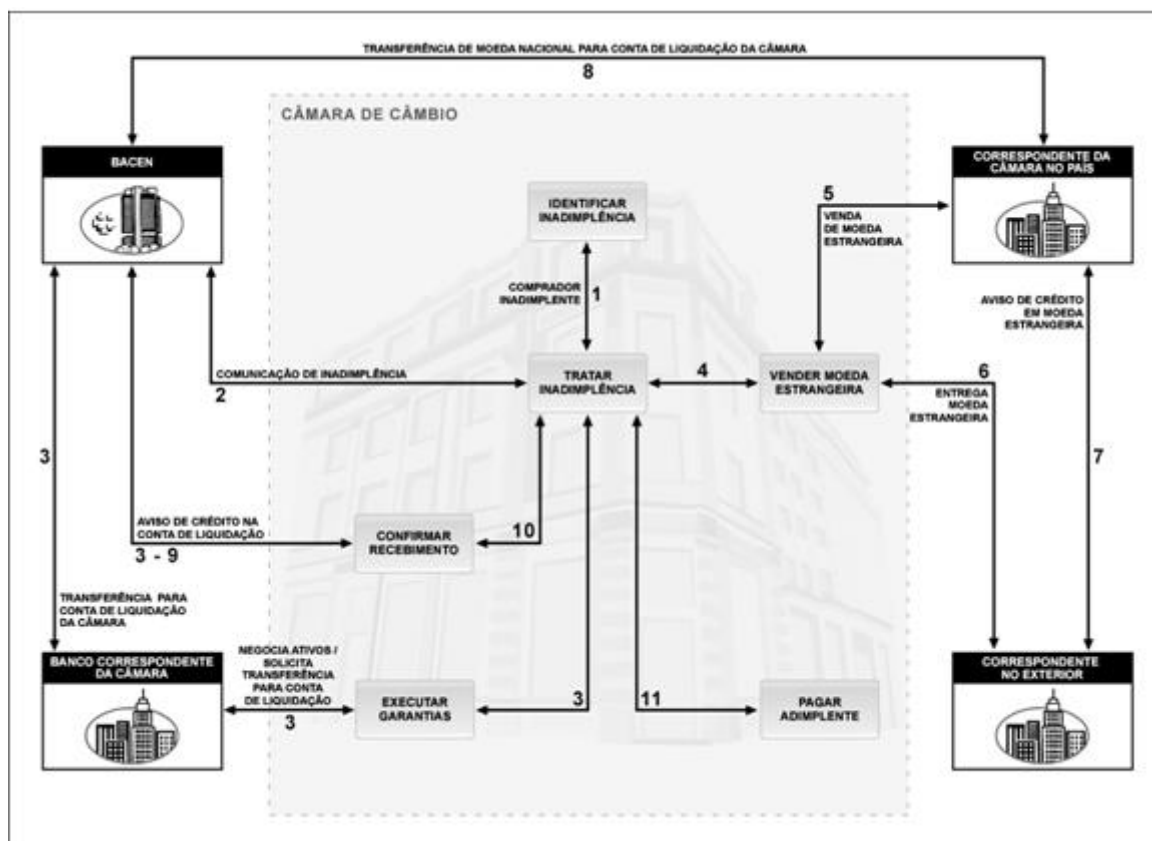 TRANSFERÊNCIA DE MOEDA NACIONAL PARA CONTA DE LIQUIDAÇÃO DA CÂMARA
8
CÂMARA DE CÂMBIO
BACEN
CORRESPONDENTE DA
CÂMARA NO PAÍS
IDENTIFICAR
INADIMPLÊNCIA
5
VENDA
DE MOEDA
ESTRANGEIRA
COMPRADOR
INADIMPLENTE
1
AVISO DE CRÉDITO
EM MOEDA
ESTRANGEIRA
COMUNICAÇÃO DE INADIMPLÊNCIA
2
TRATAR
INADIMPLÊNCIA
4
VENDER MOEDA
ESTRANGEIRA
6
ENTREGA
MOEDA
ESTRANGEIRA
3
7
AVISO DE CRÉDITO NA
CONTA DE LIQUIDAÇÃO
3 - 9
CONFIRMAR
RECEBIMENTO
10
TRANSFERÊNCIA PARA
CONTA DE LIQUIDAÇÃO
DA CÂMARA
BANCO CORRESPONDENTE
DA CÂMARA
NEGOCIA ATIVOS /
SOLICITA
TRANSFERÊNCIA
PARA CONTA
DE LIQUIDAÇÃO
3
EXECUTAR
GARANTIAS
3
11
PAGAR
ADIMPLENTE
CORRESPONDENTE
NO EXTERIOR